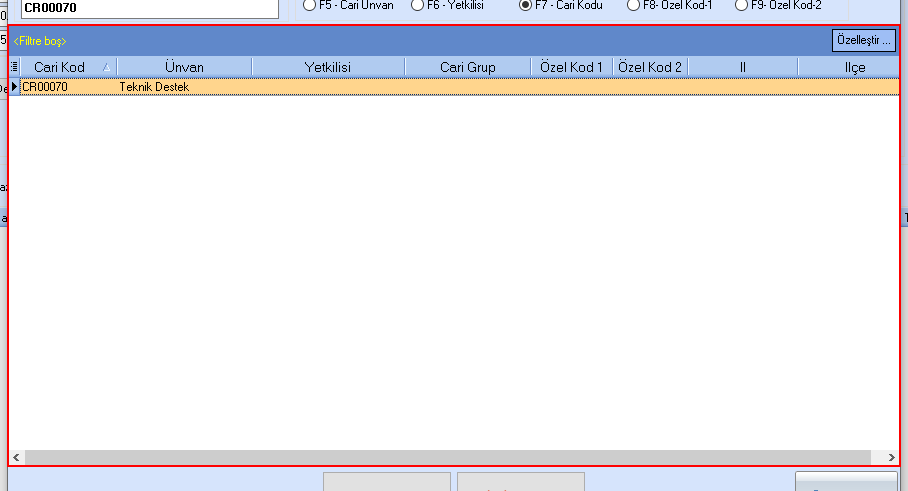 CR00070 F5 - Cari Ünvan F6 - Yetkilisi F7 - Cari Kodu F8- Özel Kod-1 F9- Özel Kod-2
<Filtre boş> Özelleştir ...
Cari Kod Ünvan Yetkilisi Cari Grup Özel Kod 1 Özel Kod 2 Il Ilçe
CR00070 Teknik Destek